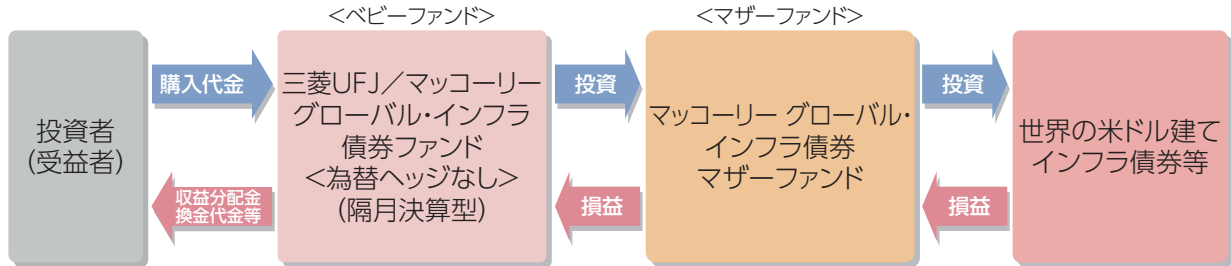 <ベビーファンド>
<マザーファンド>
投資者
(受益者)
購入代金
収益分配金
換金代金等
三菱UFJ/マッコーリー
グローバル・インフラ
債券ファンド
<為替ヘッジなし>
(隔月決算型)
投資
損益
マッコーリー グローバル・
インフラ債券
マザーファンド
投資
損益
世界の米ドル建て
インフラ債券等